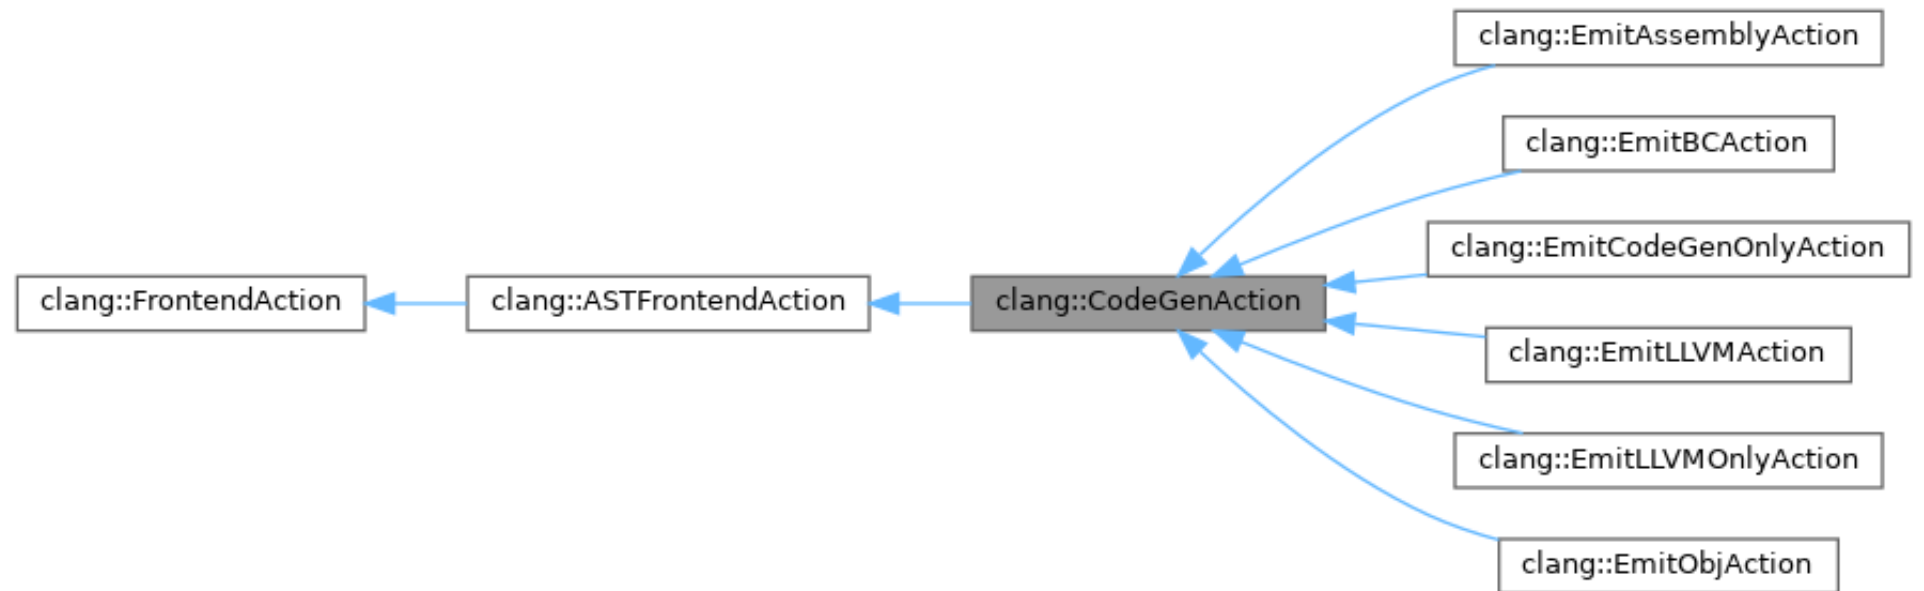 clang::EmitAssemblyAction
clang::EmitBCAction
clang::EmitCodeGenOnlyAction
clang::FrontendAction
clang::ASTFrontendAction
clang::CodeGenAction
clang::EmitLLVMAction
clang::EmitLLVMOnlyAction
clang::EmitObjAction